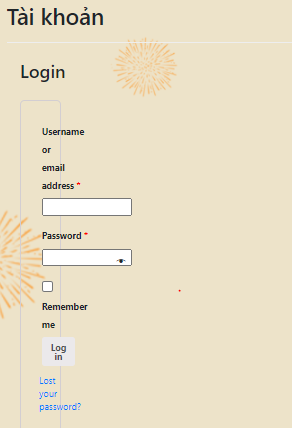 Tài khoản
Login
Username
or
email
address *
Password *
Remember
me
Log
in
Lost
your
password?